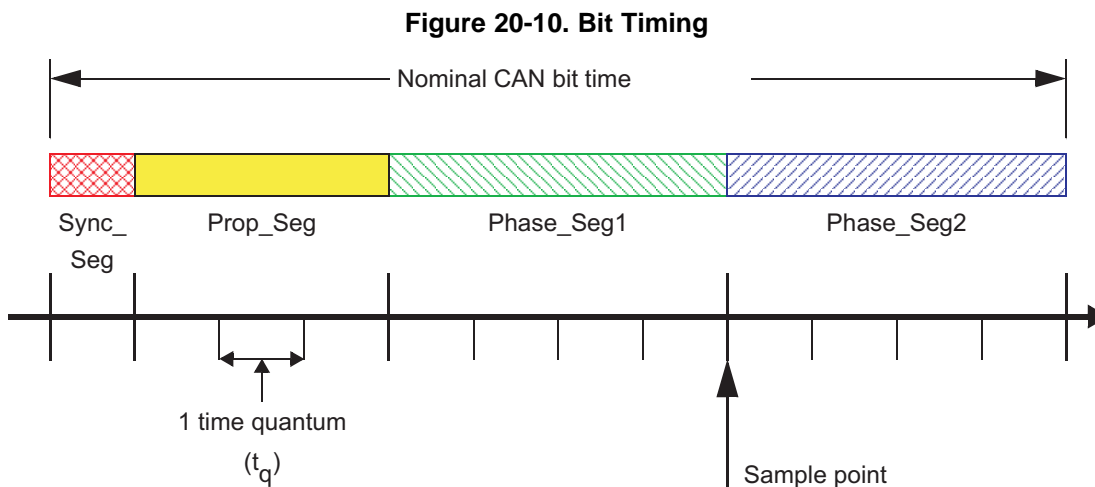 Figure 20-10. Bit Timing
Nominal CAN bit time
Sync_
Seg
Prop_Seg
Phase_Seg1
Phase_Seg2
1 time quantum
(t_q)
Sample point